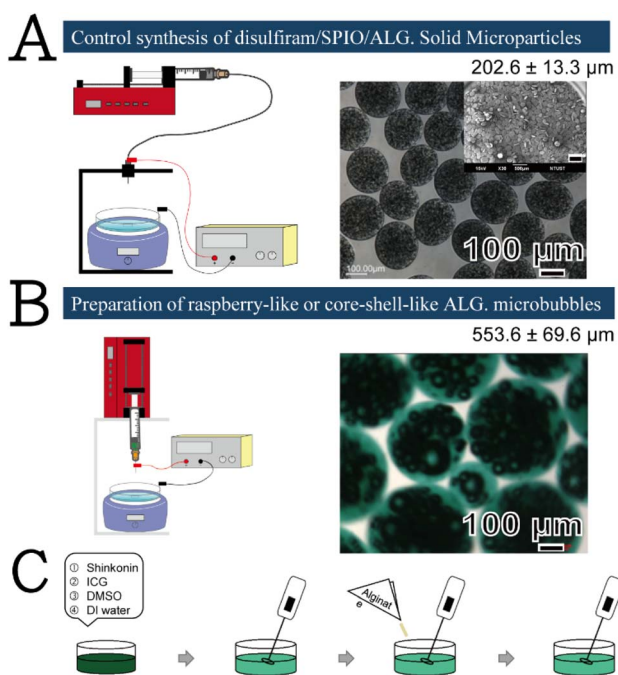 A
Control synthesis of disulfiram/SPIO/ALG. Solid Microparticles
202.6 ± 13.3 μm
100 μm
100.00μm
B
Preparation of raspberry-like or core-shell-like ALG. microbubbles
553.6 ± 69.6 μm
100 μm
C
① Shinkonin
② ICG
③ DMSO
④ DI water
Alginat
e